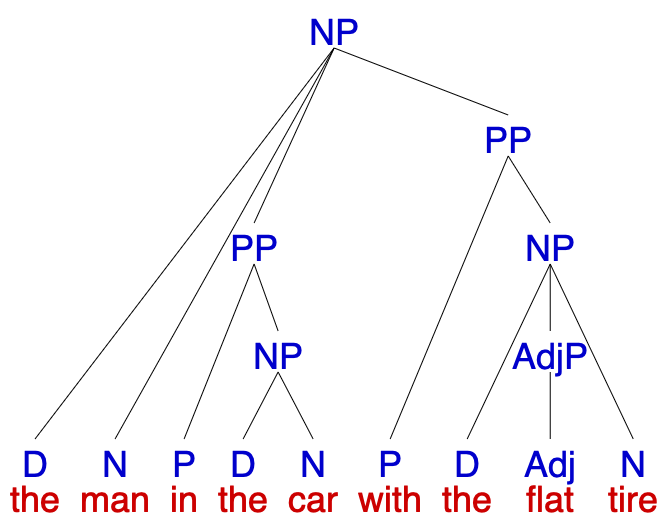 NP
PP
PP NP
NP AdjP
D N P D N P D Adj N
the man in the car with the flat tire